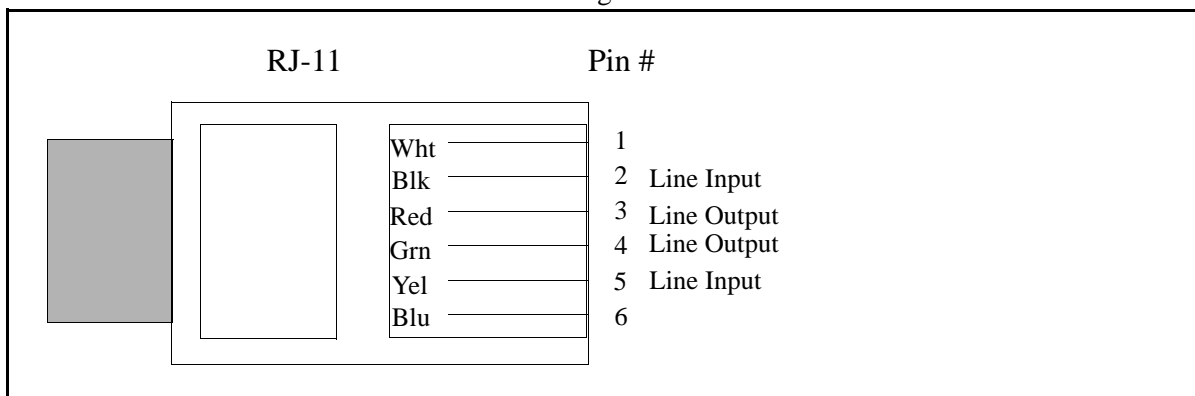 RJ-11 Pin #
Wht 1
Blk 2 Line Input
Red 3 Line Output
Grn 4 Line Output
Yel 5 Line Input
Blu 6